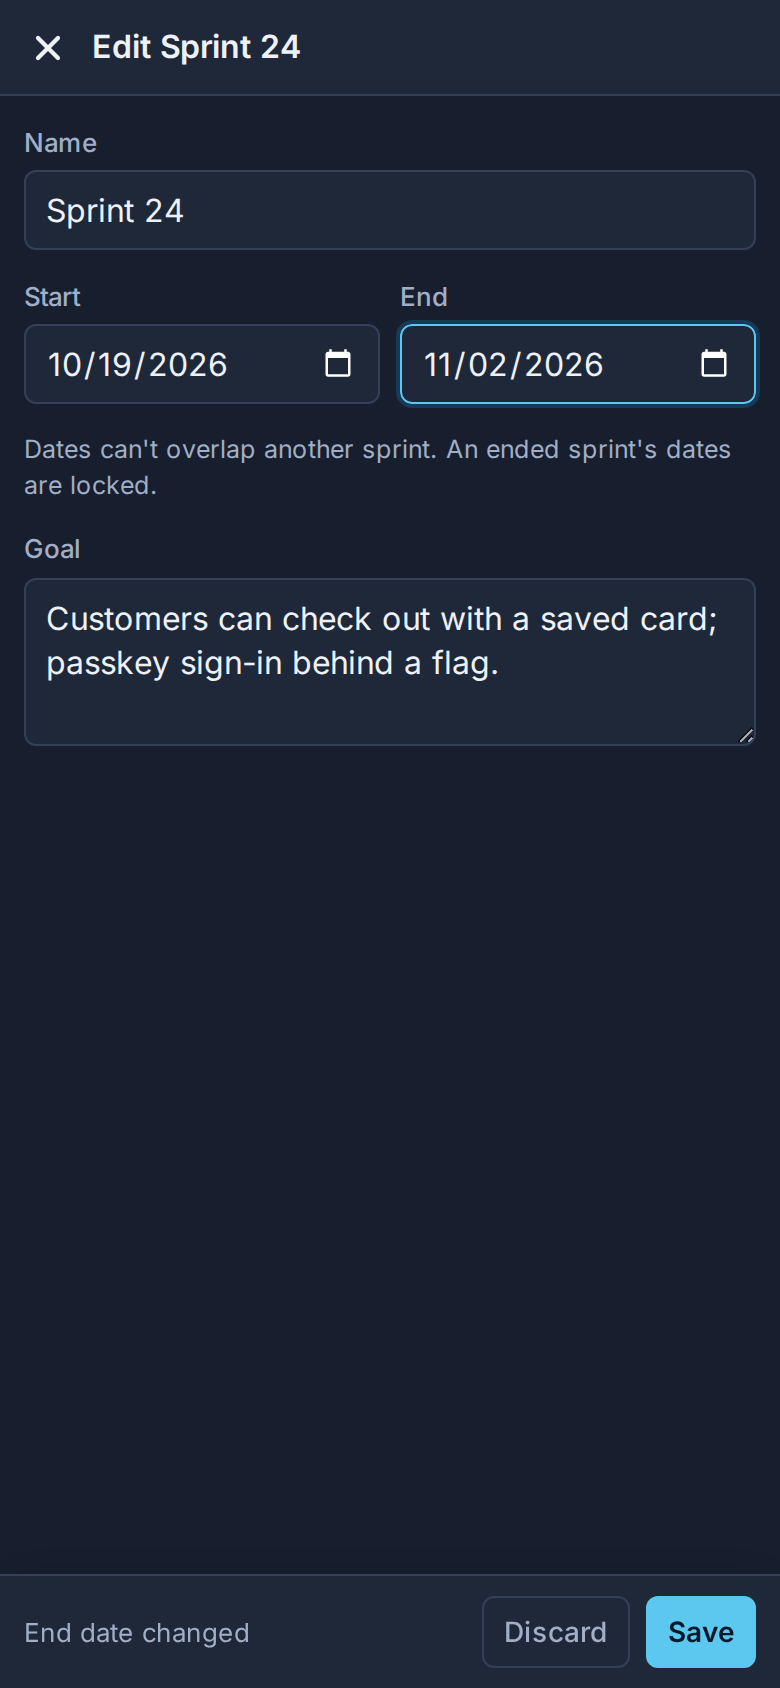 Edit Sprint 24
Name
Sprint 24
Start
End
10/19/2026
11/02/2026
Dates can't overlap another sprint. An ended sprint's dates
are locked.
Goal
Customers can check out with a saved card;
passkey sign-in behind a flag.
End date changed
Discard
Save